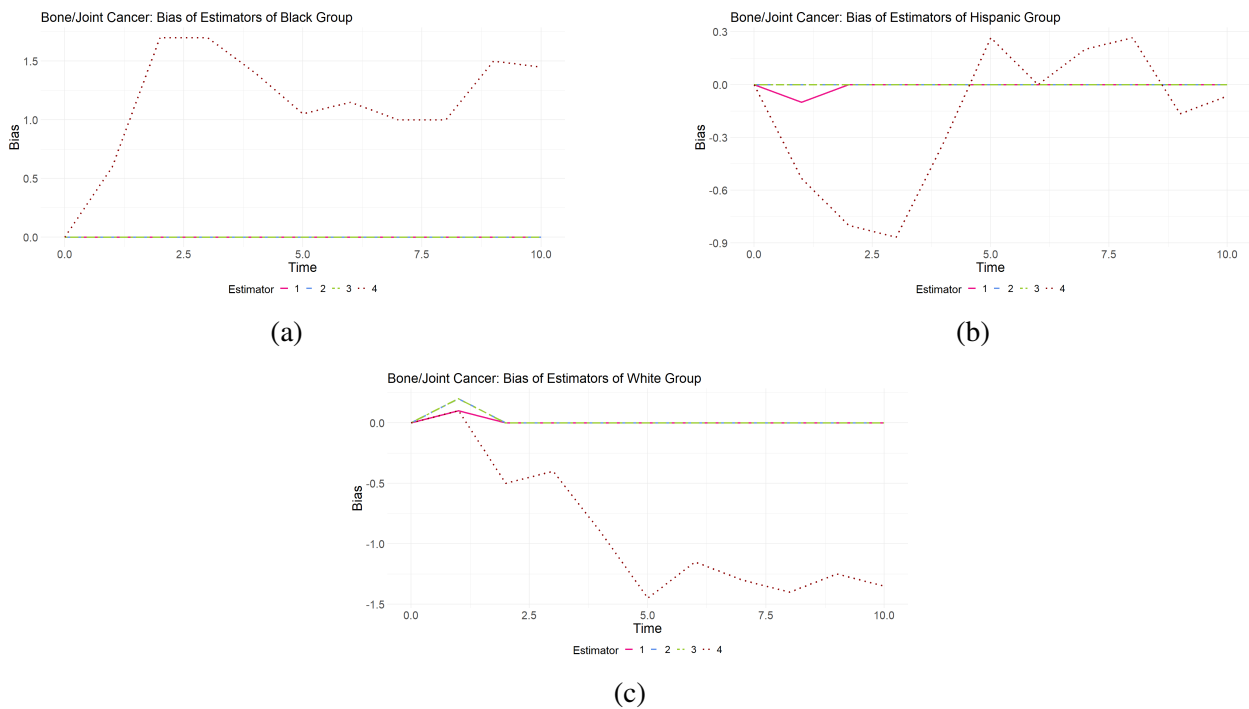 Bone/Joint Cancer: Bias of Estimators of Black Group
1.5
1.0
0.5
0.0
Bias
0.0 2.5 5.0 7.5 10.0
Time
Estimator 1 2 3 4
(a)
Bone/Joint Cancer: Bias of Estimators of Hispanic Group
0.3
0.0
-0.3
-0.6
-0.9
Bias
0.0 2.5 5.0 7.5 10.0
Time
Estimator 1 2 3 4
(b)
Bone/Joint Cancer: Bias of Estimators of White Group
0.0
-0.5
-1.0
-1.5
Bias
0.0 2.5 5.0 7.5 10.0
Time
Estimator 1 2 3 4
(c)